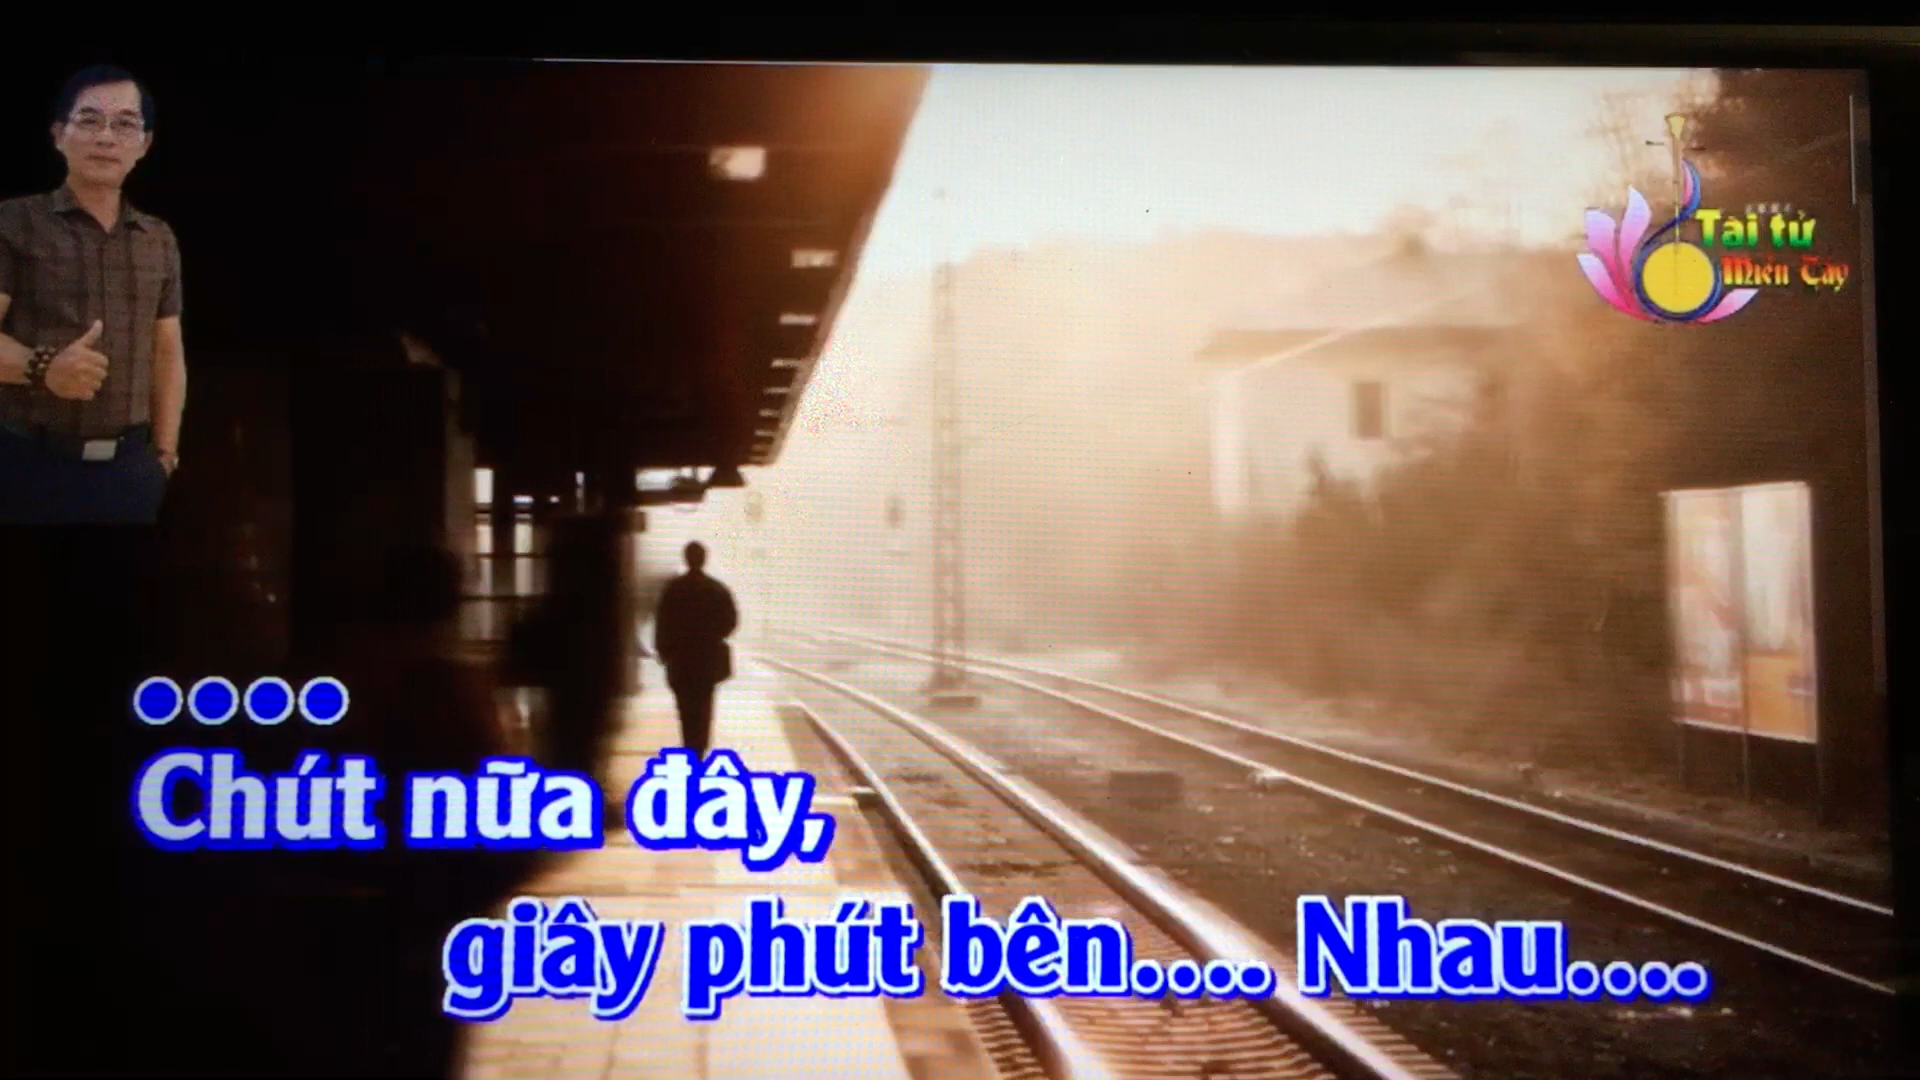 Tài tử
Miền Tây
Chút nữa đây,
giây phút bên.... Nhau....